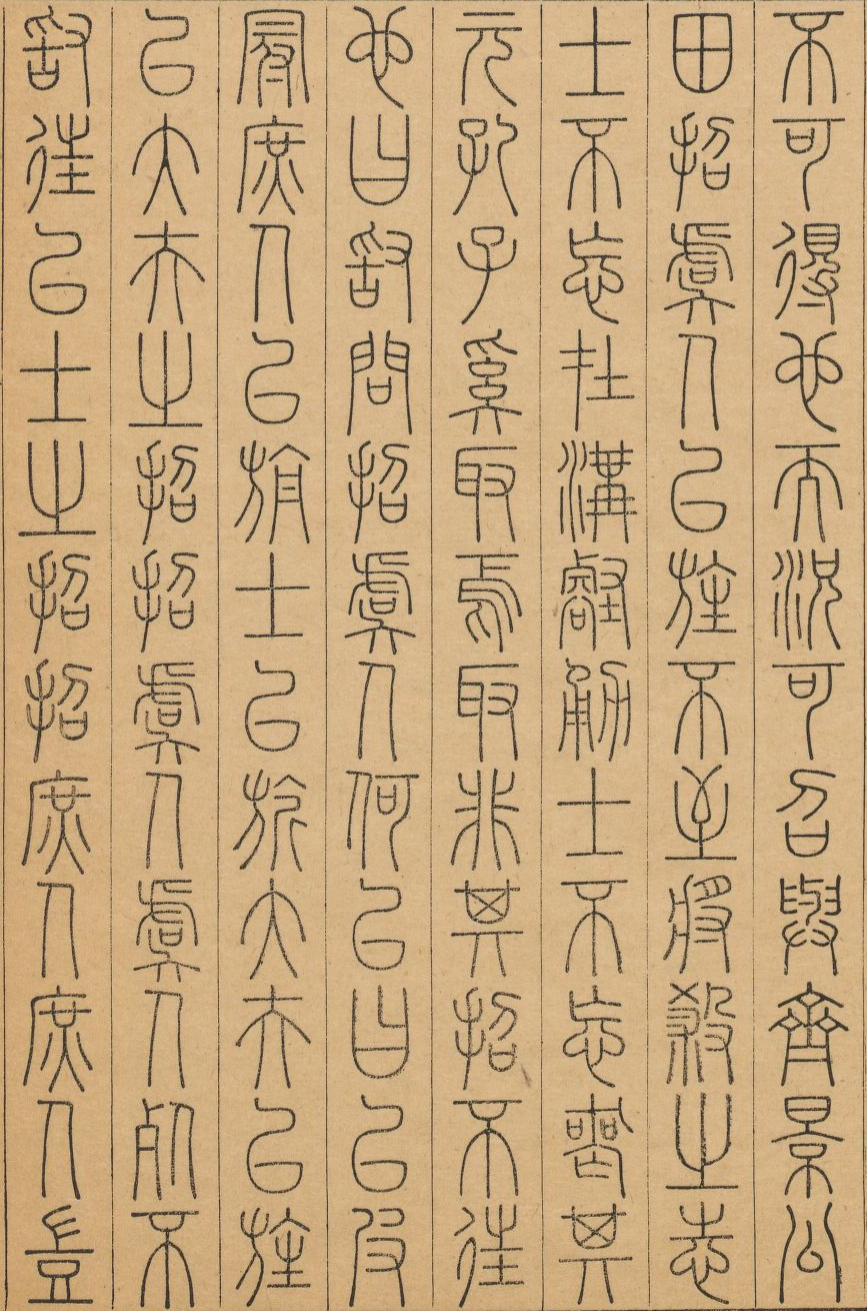 不可得也而況可召與齊景公
田招虞人以旌不至將殺之志
士不忘在溝壑勇士不忘喪其
元孔子奚取焉取非其招不往
也曰敢問招虞人何以曰以皮
冠庶人以旃士以旂大夫以旌
以大夫之招招虞人虞人死不
敢往以士之招招庶人庶人豈